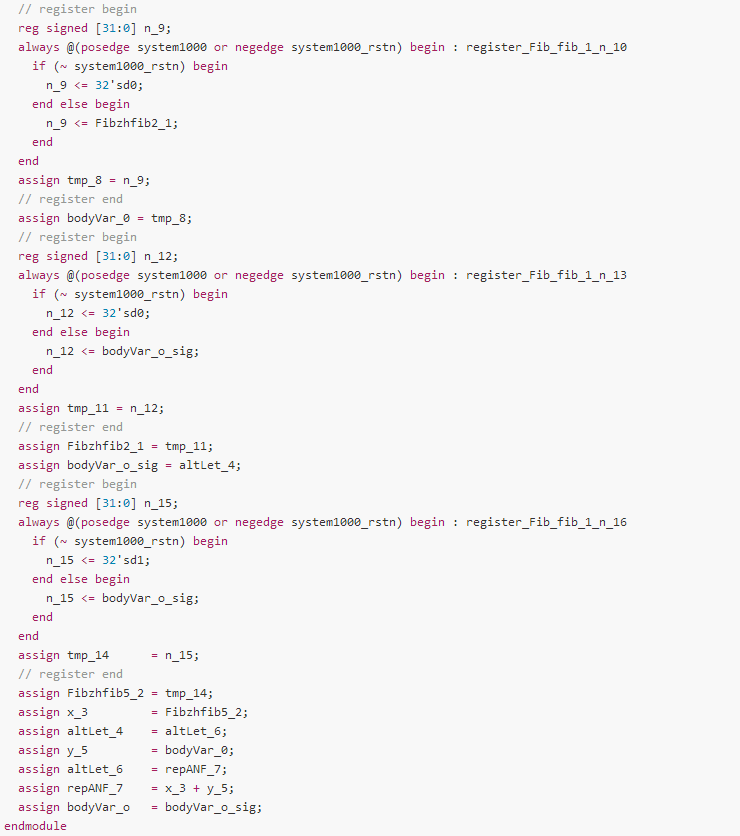 // register begin
reg signed [31:0] n_9;
always @(posedge system1000 or negedge system1000_rstn) begin : register_Fib_fib_1_n_10
if (~ system1000_rstn) begin
n_9 <= 32'sd0;
end else begin
n_9 <= Fibzhfib2_1;
end
end
assign tmp_8 = n_9;
// register end
assign bodyVar_0 = tmp_8;
// register begin
reg signed [31:0] n_12;
always @(posedge system1000 or negedge system1000_rstn) begin : register_Fib_fib_1_n_13
if (~ system1000_rstn) begin
n_12 <= 32'sd0;
end else begin
n_12 <= bodyVar_o_sig;
end
end
assign tmp_11 = n_12;
// register end
assign Fibzhfib2_1 = tmp_11;
assign bodyVar_o_sig = altLet_4;
// register begin
reg signed [31:0] n_15;
always @(posedge system1000 or negedge system1000_rstn) begin : register_Fib_fib_1_n_16
if (~ system1000_rstn) begin
n_15 <= 32'sd1;
end else begin
n_15 <= bodyVar_o_sig;
end
end
assign tmp_14      = n_15;
// register end
assign Fibzhfib5_2 = tmp_14;
assign x_3         = Fibzhfib5_2;
assign altLet_4    = altLet_6;
assign y_5         = bodyVar_0;
assign altLet_6    = repANF_7;
assign repANF_7    = x_3 + y_5;
assign bodyVar_o   = bodyVar_o_sig;
endmodule